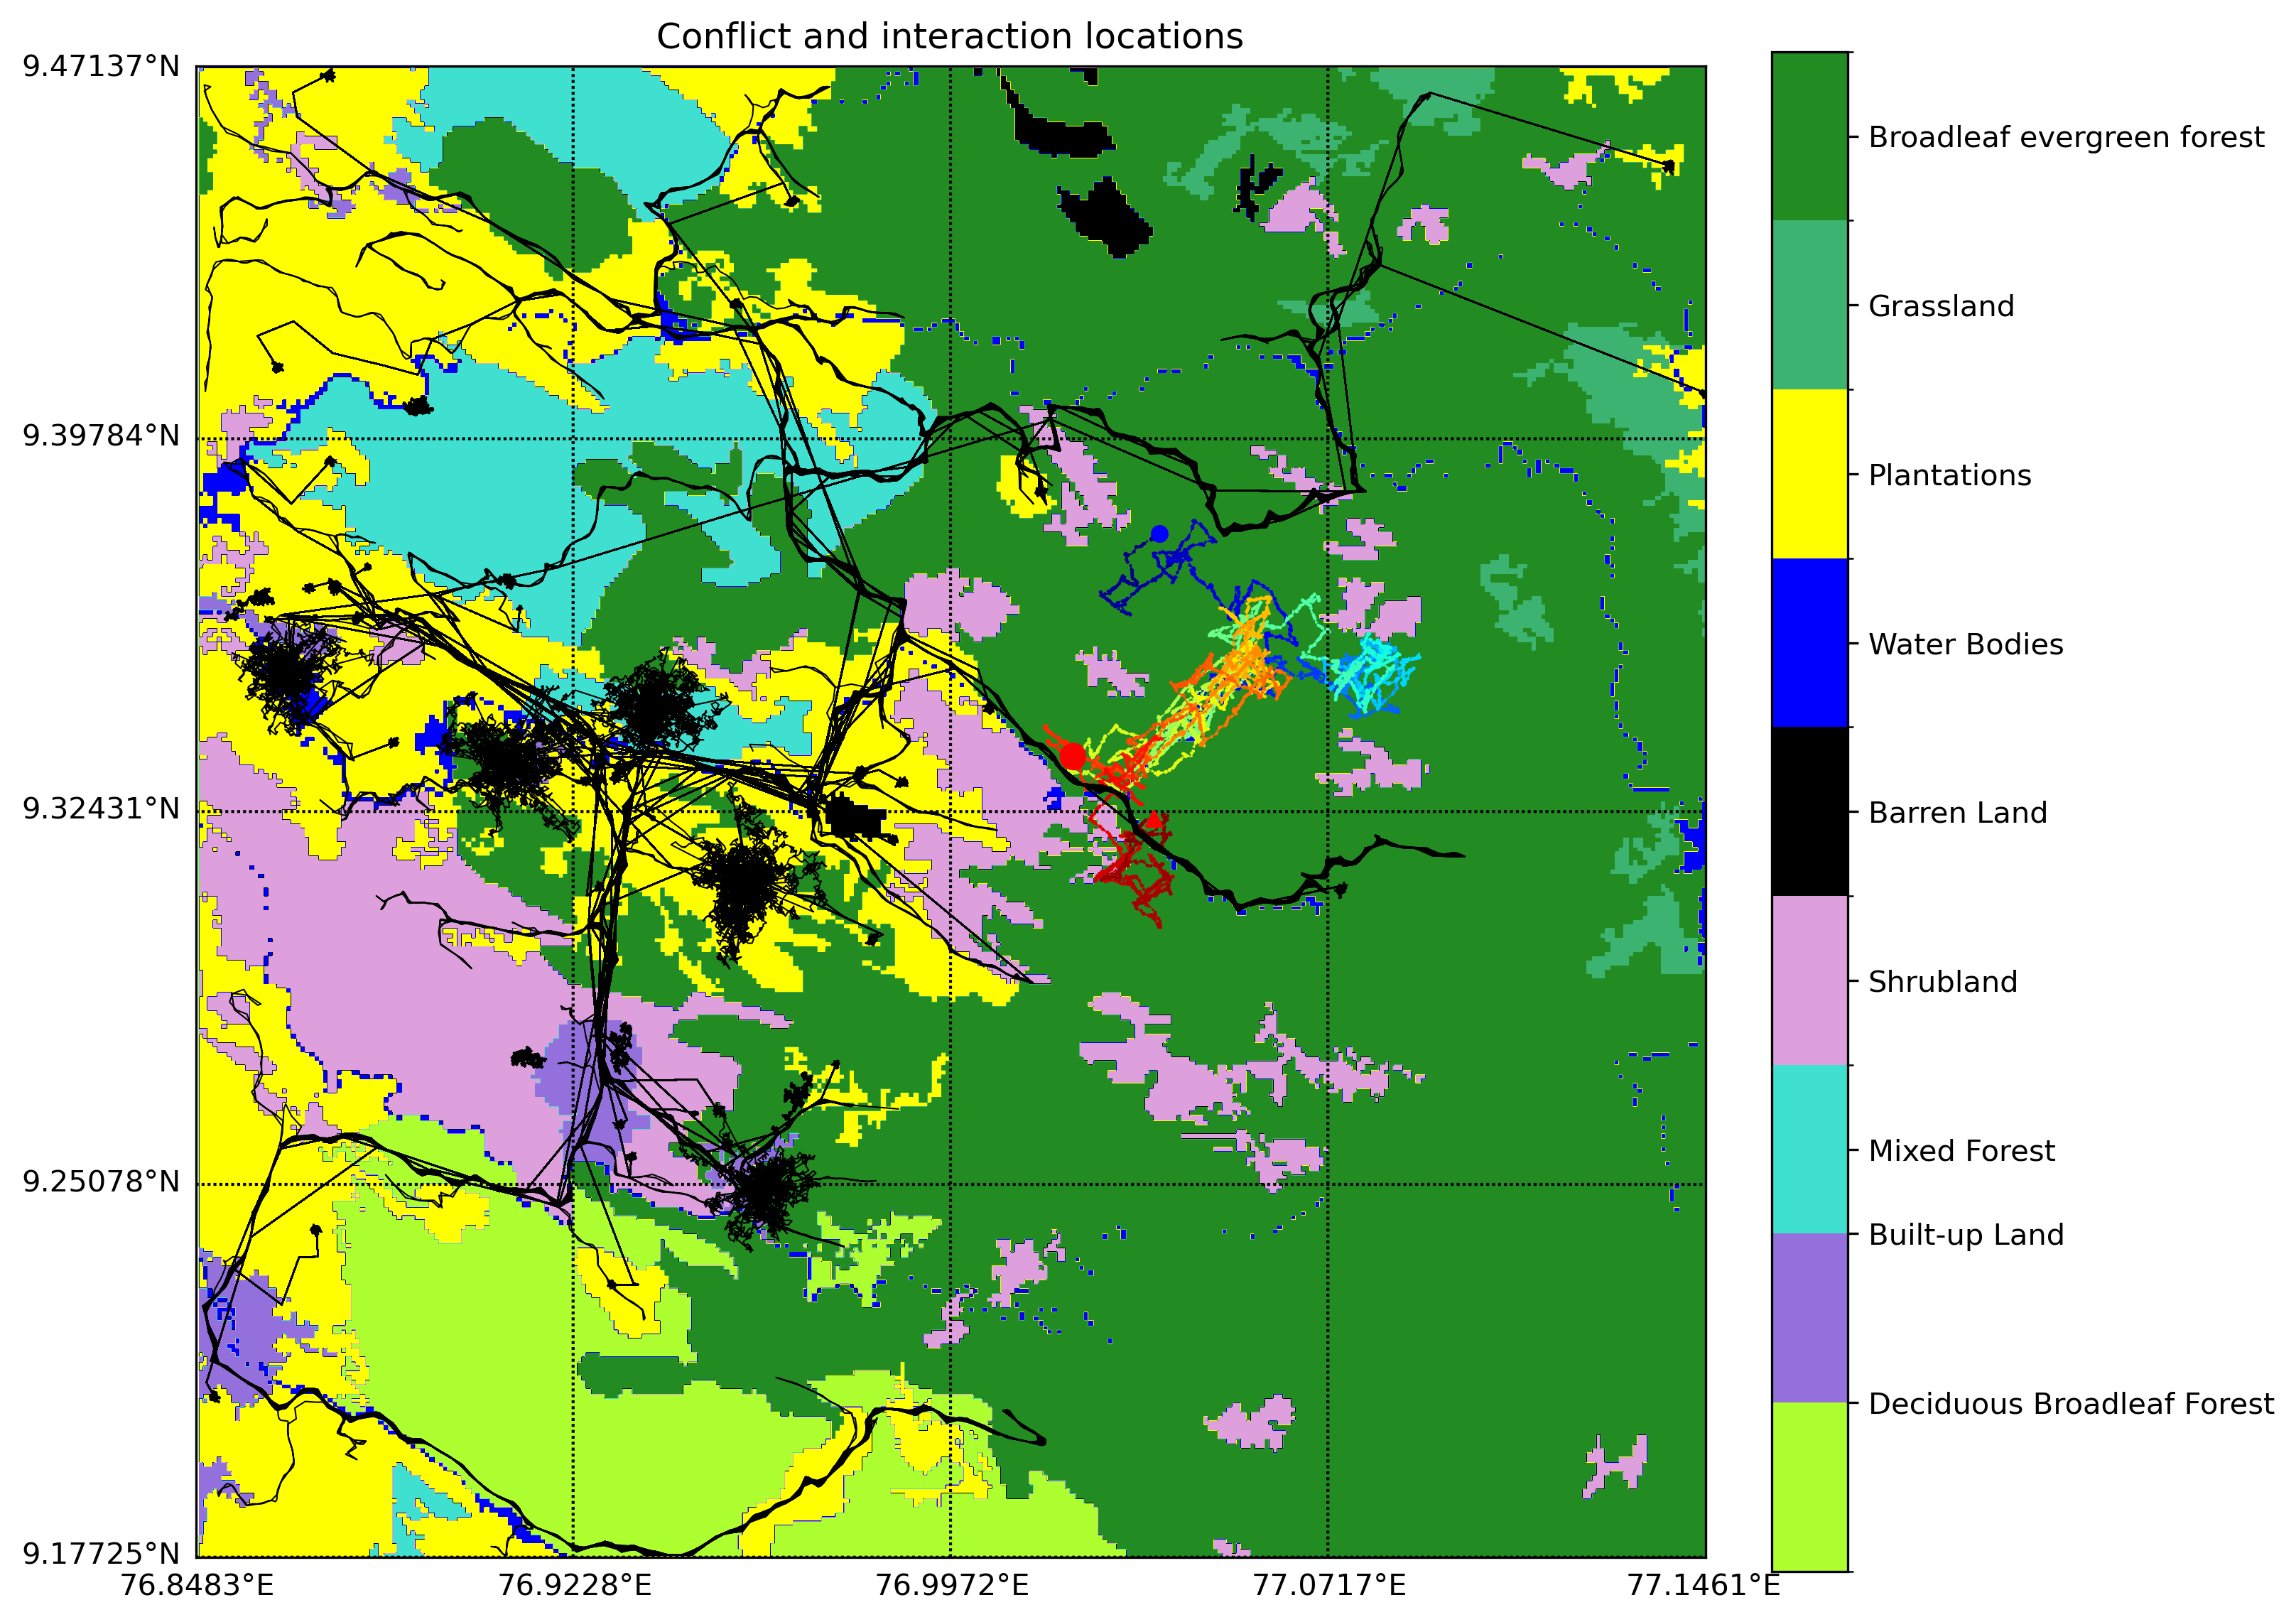 Conflict and interaction locations
9.47137°N
9.39784°N
9.32431°N
9.25078°N
9.17725°N
76.8483°E
76.9228°E
76.9972°E
77.0717°E
77.1461°E
Broadleaf evergreen forest
Grassland
Plantations
Water Bodies
Barren Land
Shrubland
Mixed Forest
Built-up Land
Deciduous Broadleaf Forest